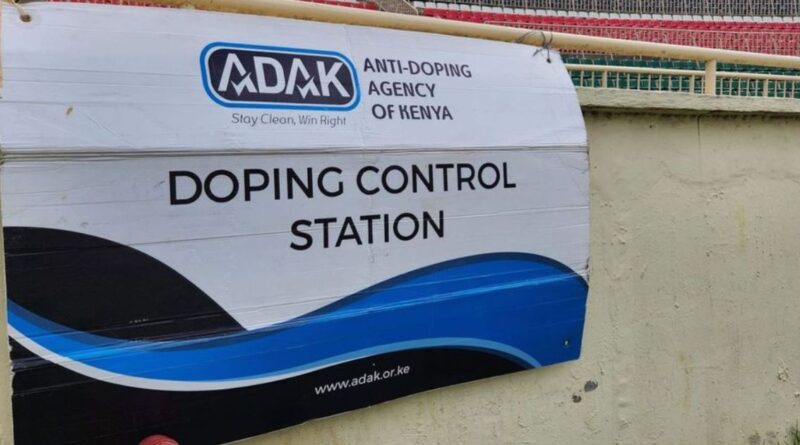 ADAK
ANTI-DOPING
AGENCY
OF KENYA
Stay Clean, Win Right
DOPING CONTROL
STATION
www.adak.or.ke